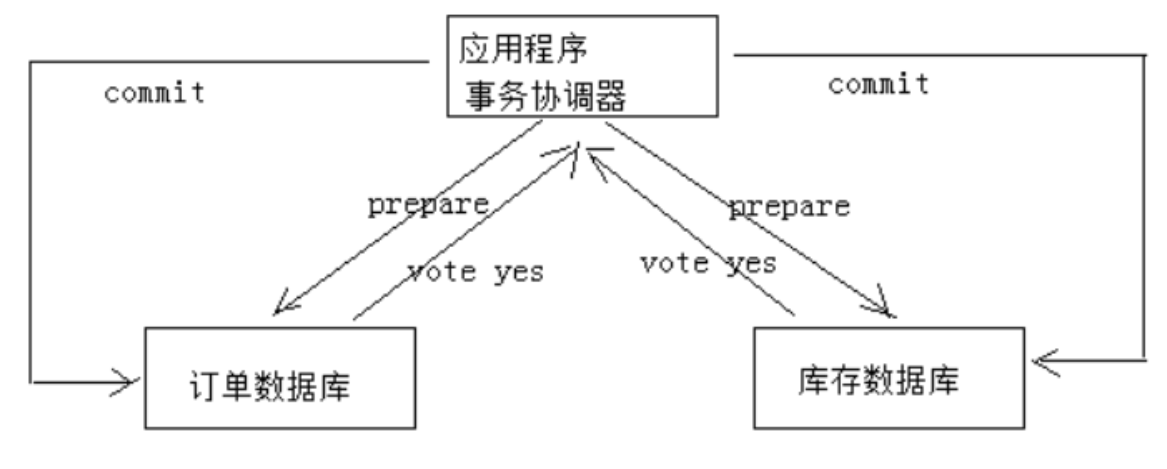 应用程序
事务协调器
commit
commit
prepare
prepare
vote yes
vote yes
订单数据库
库存数据库